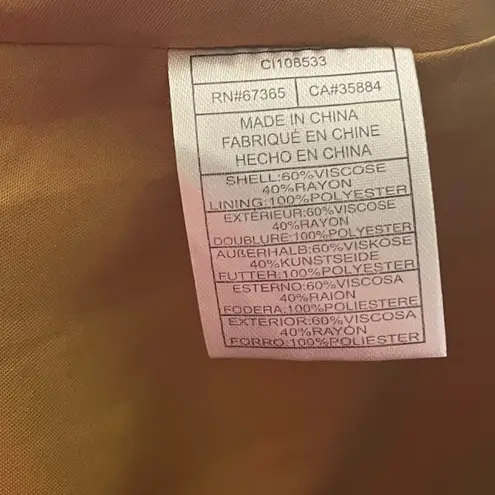 CI108533
RN#67365 CA#35884
MADE IN CHINA
FABRIQUÉ EN CHINE
HECHO EN CHINA
SHELL:60%VISCOSE
40%RAYON
LINING:100%POLYESTER
EXTÉRIEUR:60%VISCOSE
40%RAYON
DOUBLURE:100%POLYESTER
AUßERHALB:60%VISKOSE
40%KUNSTSEIDE
FUTTER:100%POLYESTER
ESTERNO:60%VISCOSA
40%RAION
FODERA:100%POLIESTERE
EXTERIOR:60%VISCOSA
40%RAYÓN
FORRO:100%POLIESTER